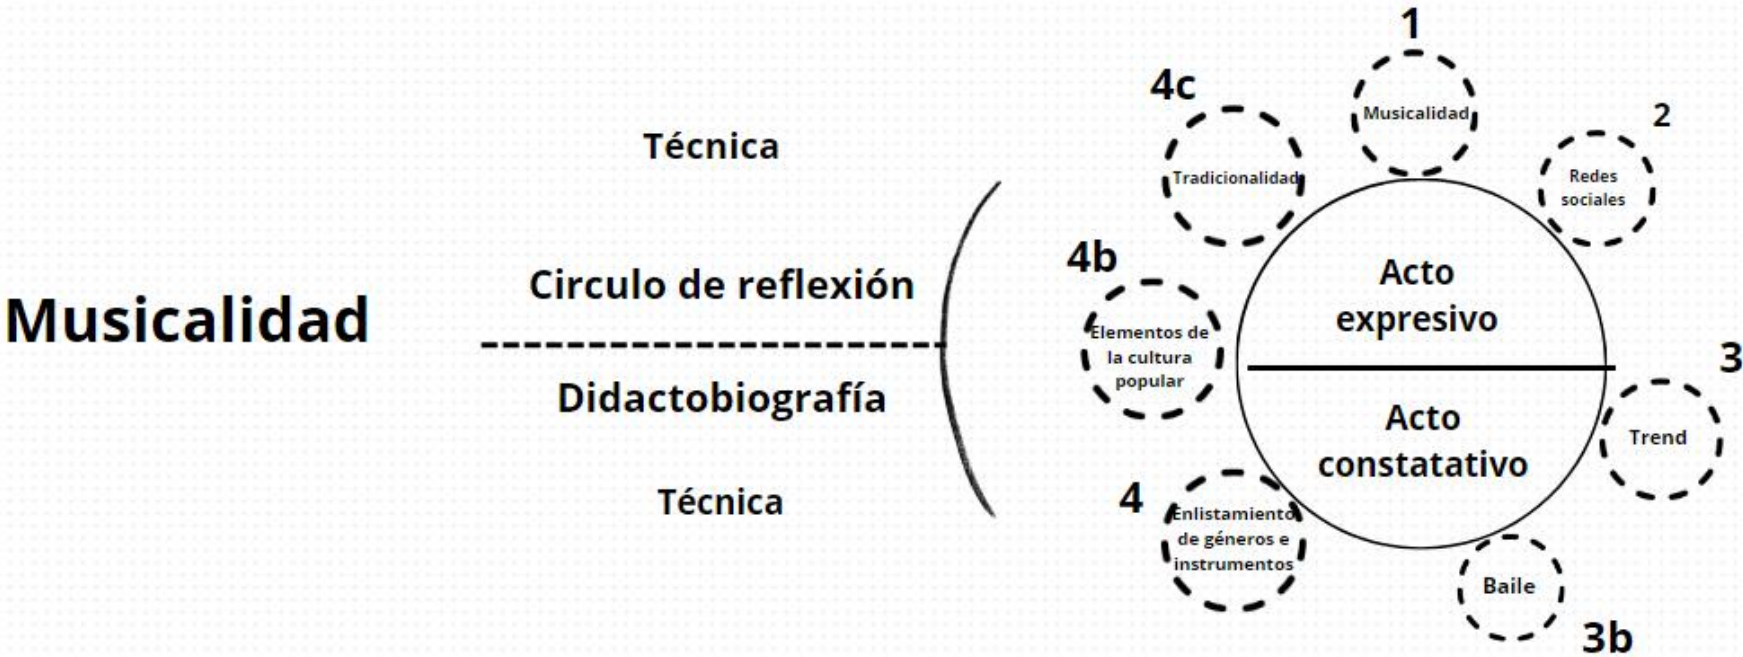 Musicalidad
Técnica
Circulo de reflexión
Didactobiografía
Técnica
1
Musicalidad
2
Redes
sociales
3
Trend
3b
Baile
4
Enlistamiento
de géneros e
instrumentos
4b
Elementos de
la cultura
popular
4c
Tradicionalidad
Acto
expresivo
Acto
constatativo